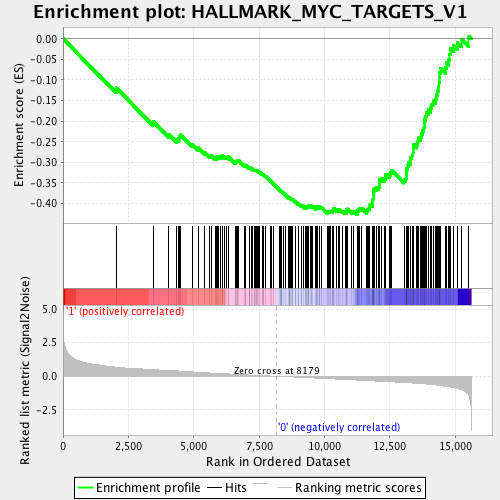 Enrichment plot: HALLMARK_MYC_TARGETS_V1
Enrichment score (ES)
0.00
-0.05
-0.10
-0.15
-0.20
-0.25
-0.30
-0.35
-0.40
Ranked list metric (Signal2Noise)
'1' (positively correlated)
5.0
2.5
0.0
-2.5
Zero cross at 8179
'0' (negatively correlated)
0 2,500 5,000 7,500 10,000 12,500 15,000
Rank in Ordered Dataset
Enrichment profile Hits Ranking metric scores